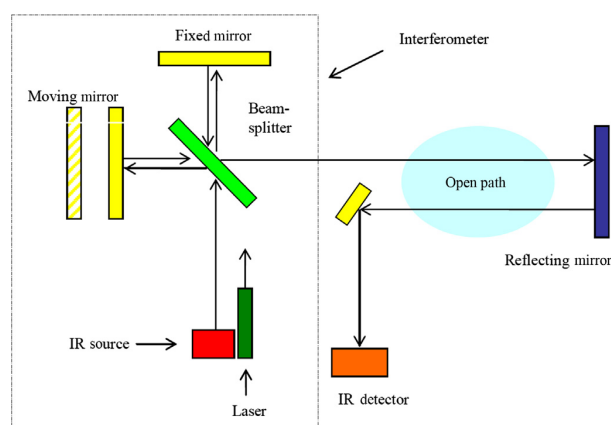 Fixed mirror
Interferometer
Moving mirror
Beam-
splitter
Open path
Reflecting mirror
IR source
Laser
IR detector